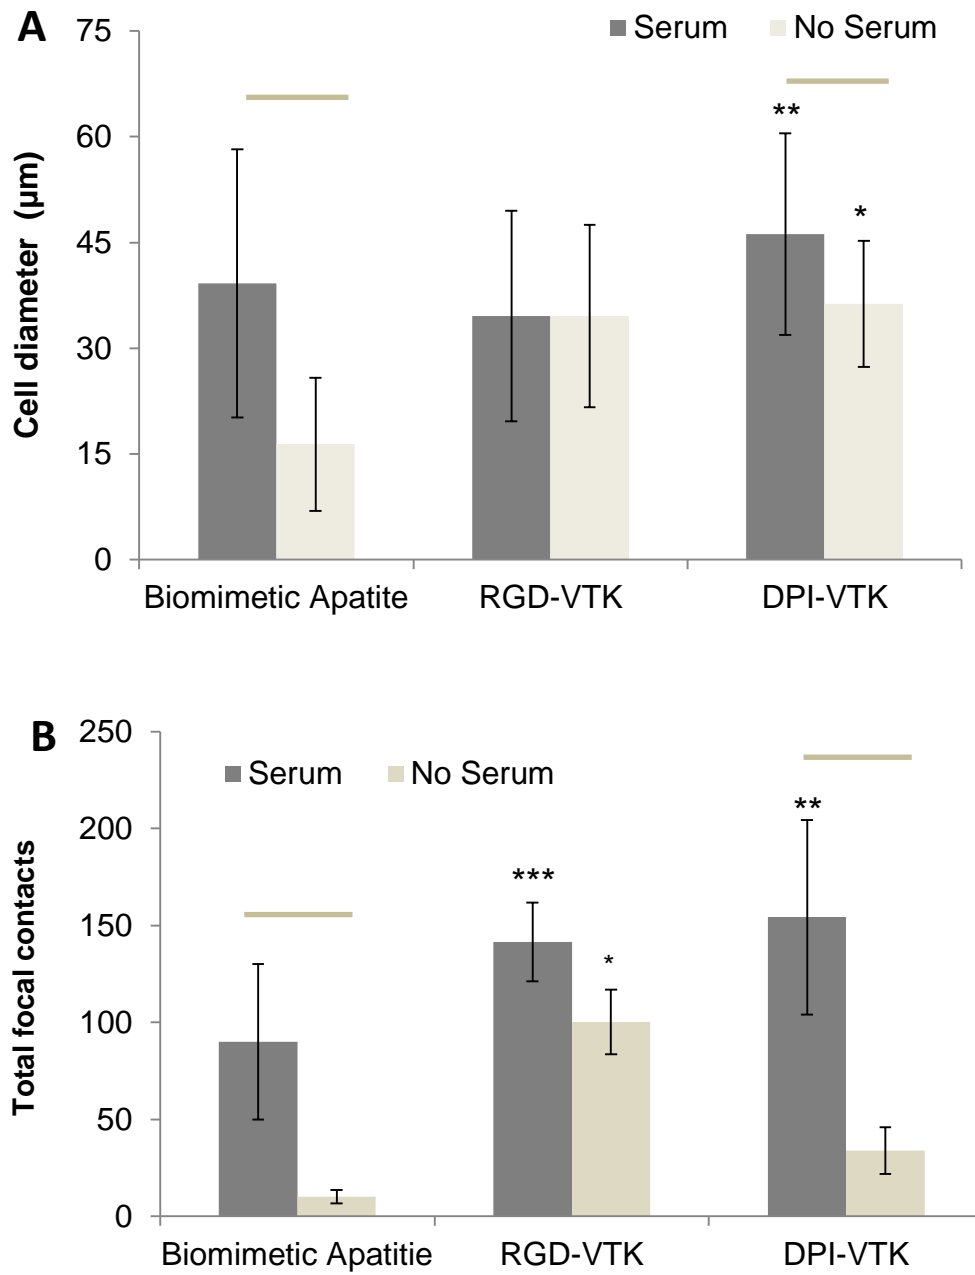 A
75
Serum
No Serum
60
**
45
*
Cell diameter (µm)
30
15
0
Biomimetic Apatite
RGD-VTK
DPI-VTK
B
250
Serum
No Serum
200
**
***
150
*
Total focal contacts
100
50
0
Biomimetic Apatitie
RGD-VTK
DPI-VTK